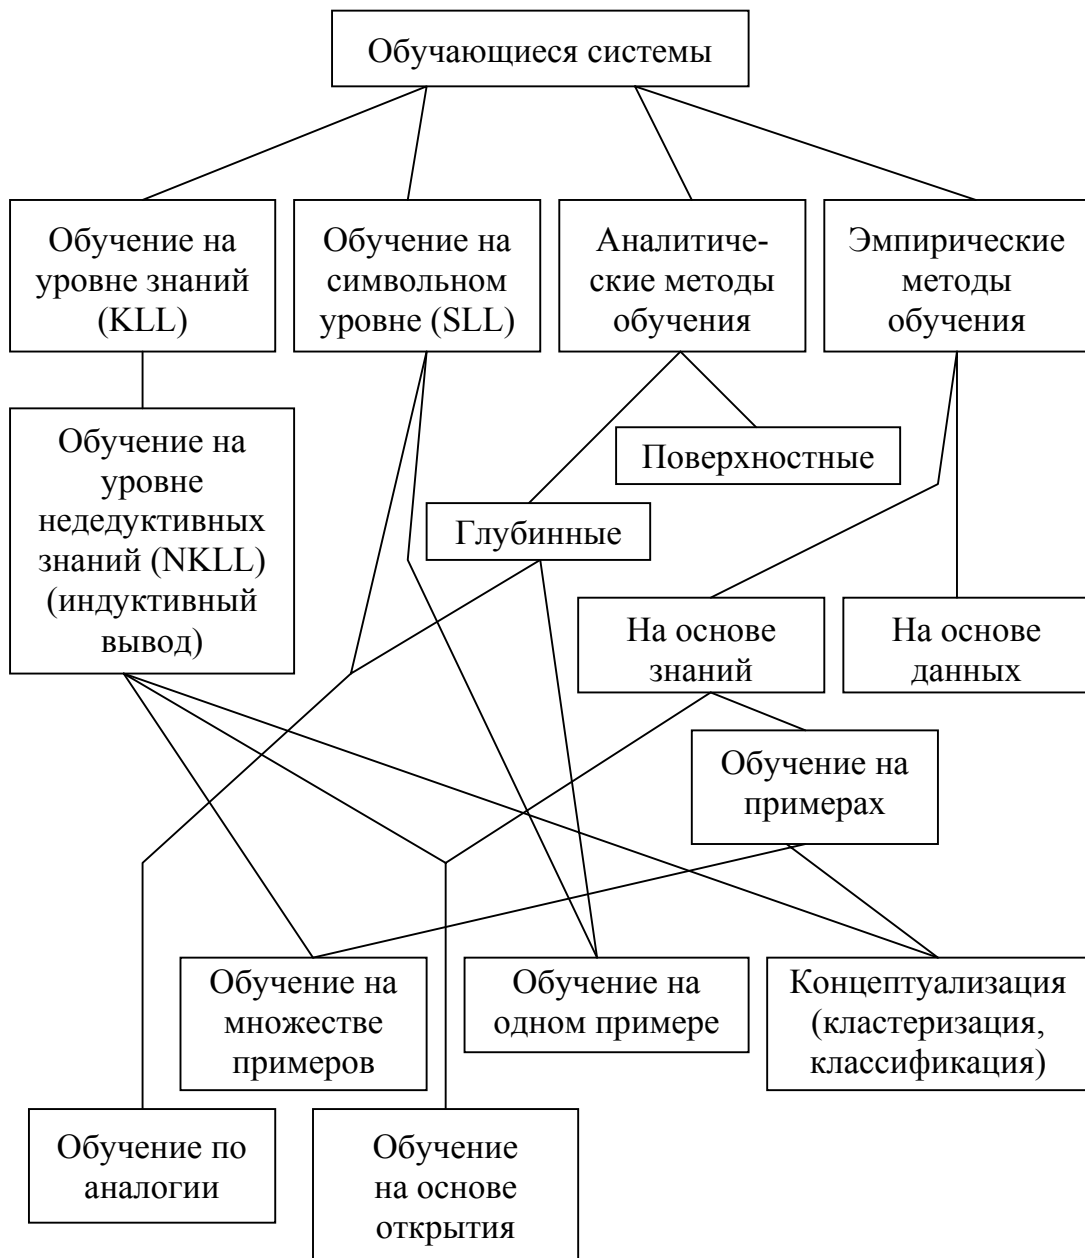 Обучающиеся системы
Обучение на
уровне знаний
(KLL)
Обучение на
символьном
уровне (SLL)
Аналитиче-
ские методы
обучения
Эмпирические
методы
обучения
Обучение на
уровне
недедуктивных
знаний (NKLL)
(индуктивный
вывод)
Поверхностные
Глубинные
На основе
знаний
На основе
данных
Обучение на
примерах
Обучение на
множестве
примеров
Обучение на
одном примере
Концептуализация
(кластеризация,
классификация)
Обучение по
аналогии
Обучение
на основе
открытия